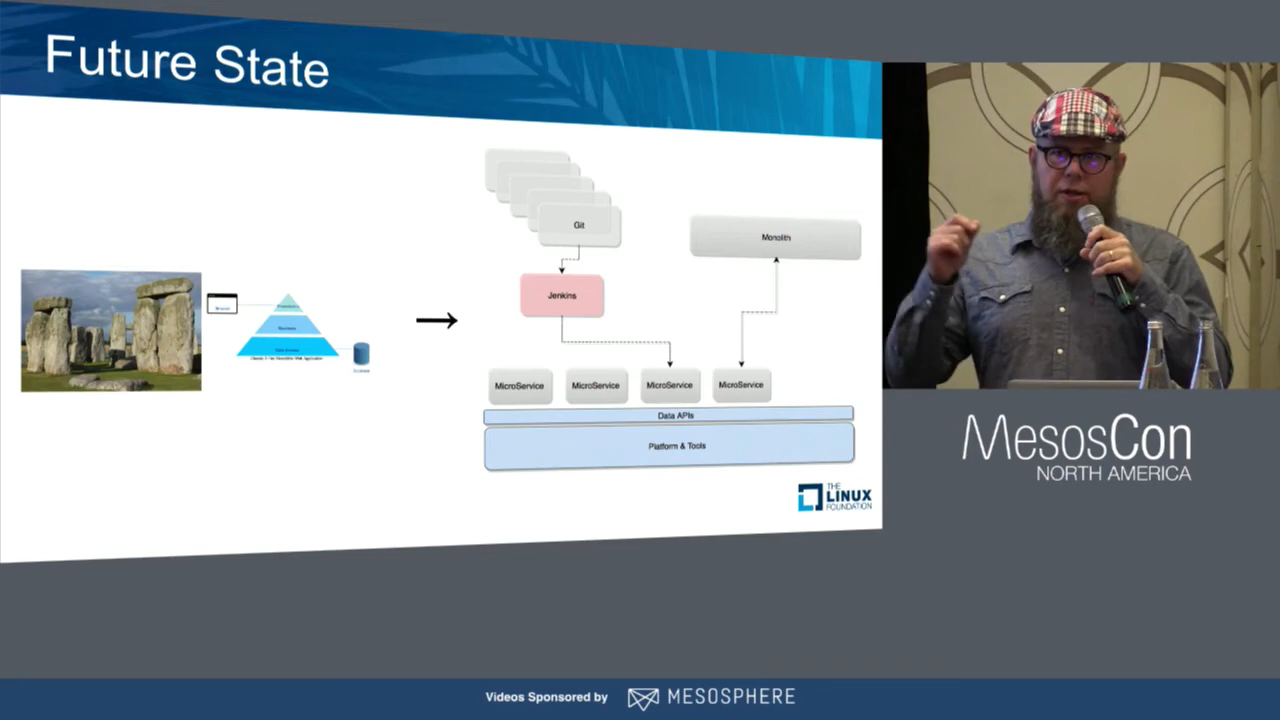 Future State
Git
Monolith
Jenkins
MicroService
MicroService
MicroService
MicroService
Data APIs
Platform & Tools
THE
LINUX
FOUNDATION
MesosCon
NORTH AMERICA
Videos Sponsored by
MESOSPHERE